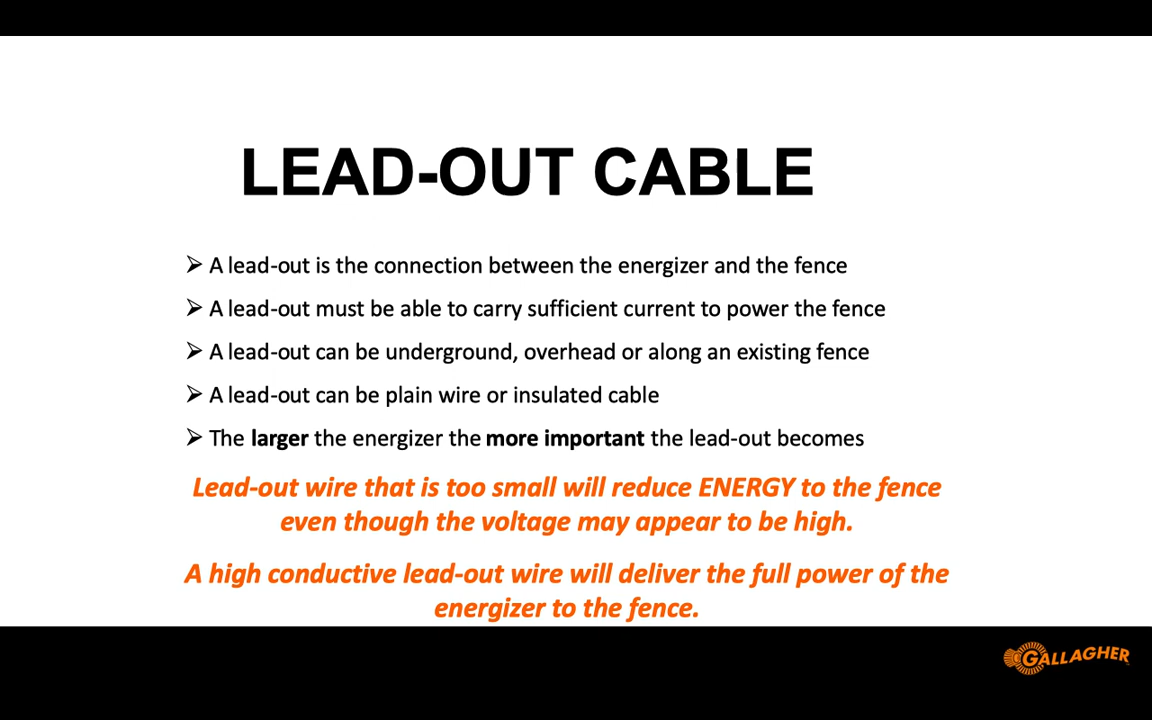 LEAD-OUT CABLE
➢ A lead-out is the connection between the energizer and the fence
➢ A lead-out must be able to carry sufficient current to power the fence
➢ A lead-out can be underground, overhead or along an existing fence
➢ A lead-out can be plain wire or insulated cable
➢ The larger the energizer the more important the lead-out becomes
Lead-out wire that is too small will reduce ENERGY to the fence
even though the voltage may appear to be high.
A high conductive lead-out wire will deliver the full power of the
energizer to the fence.
GALLAGHER